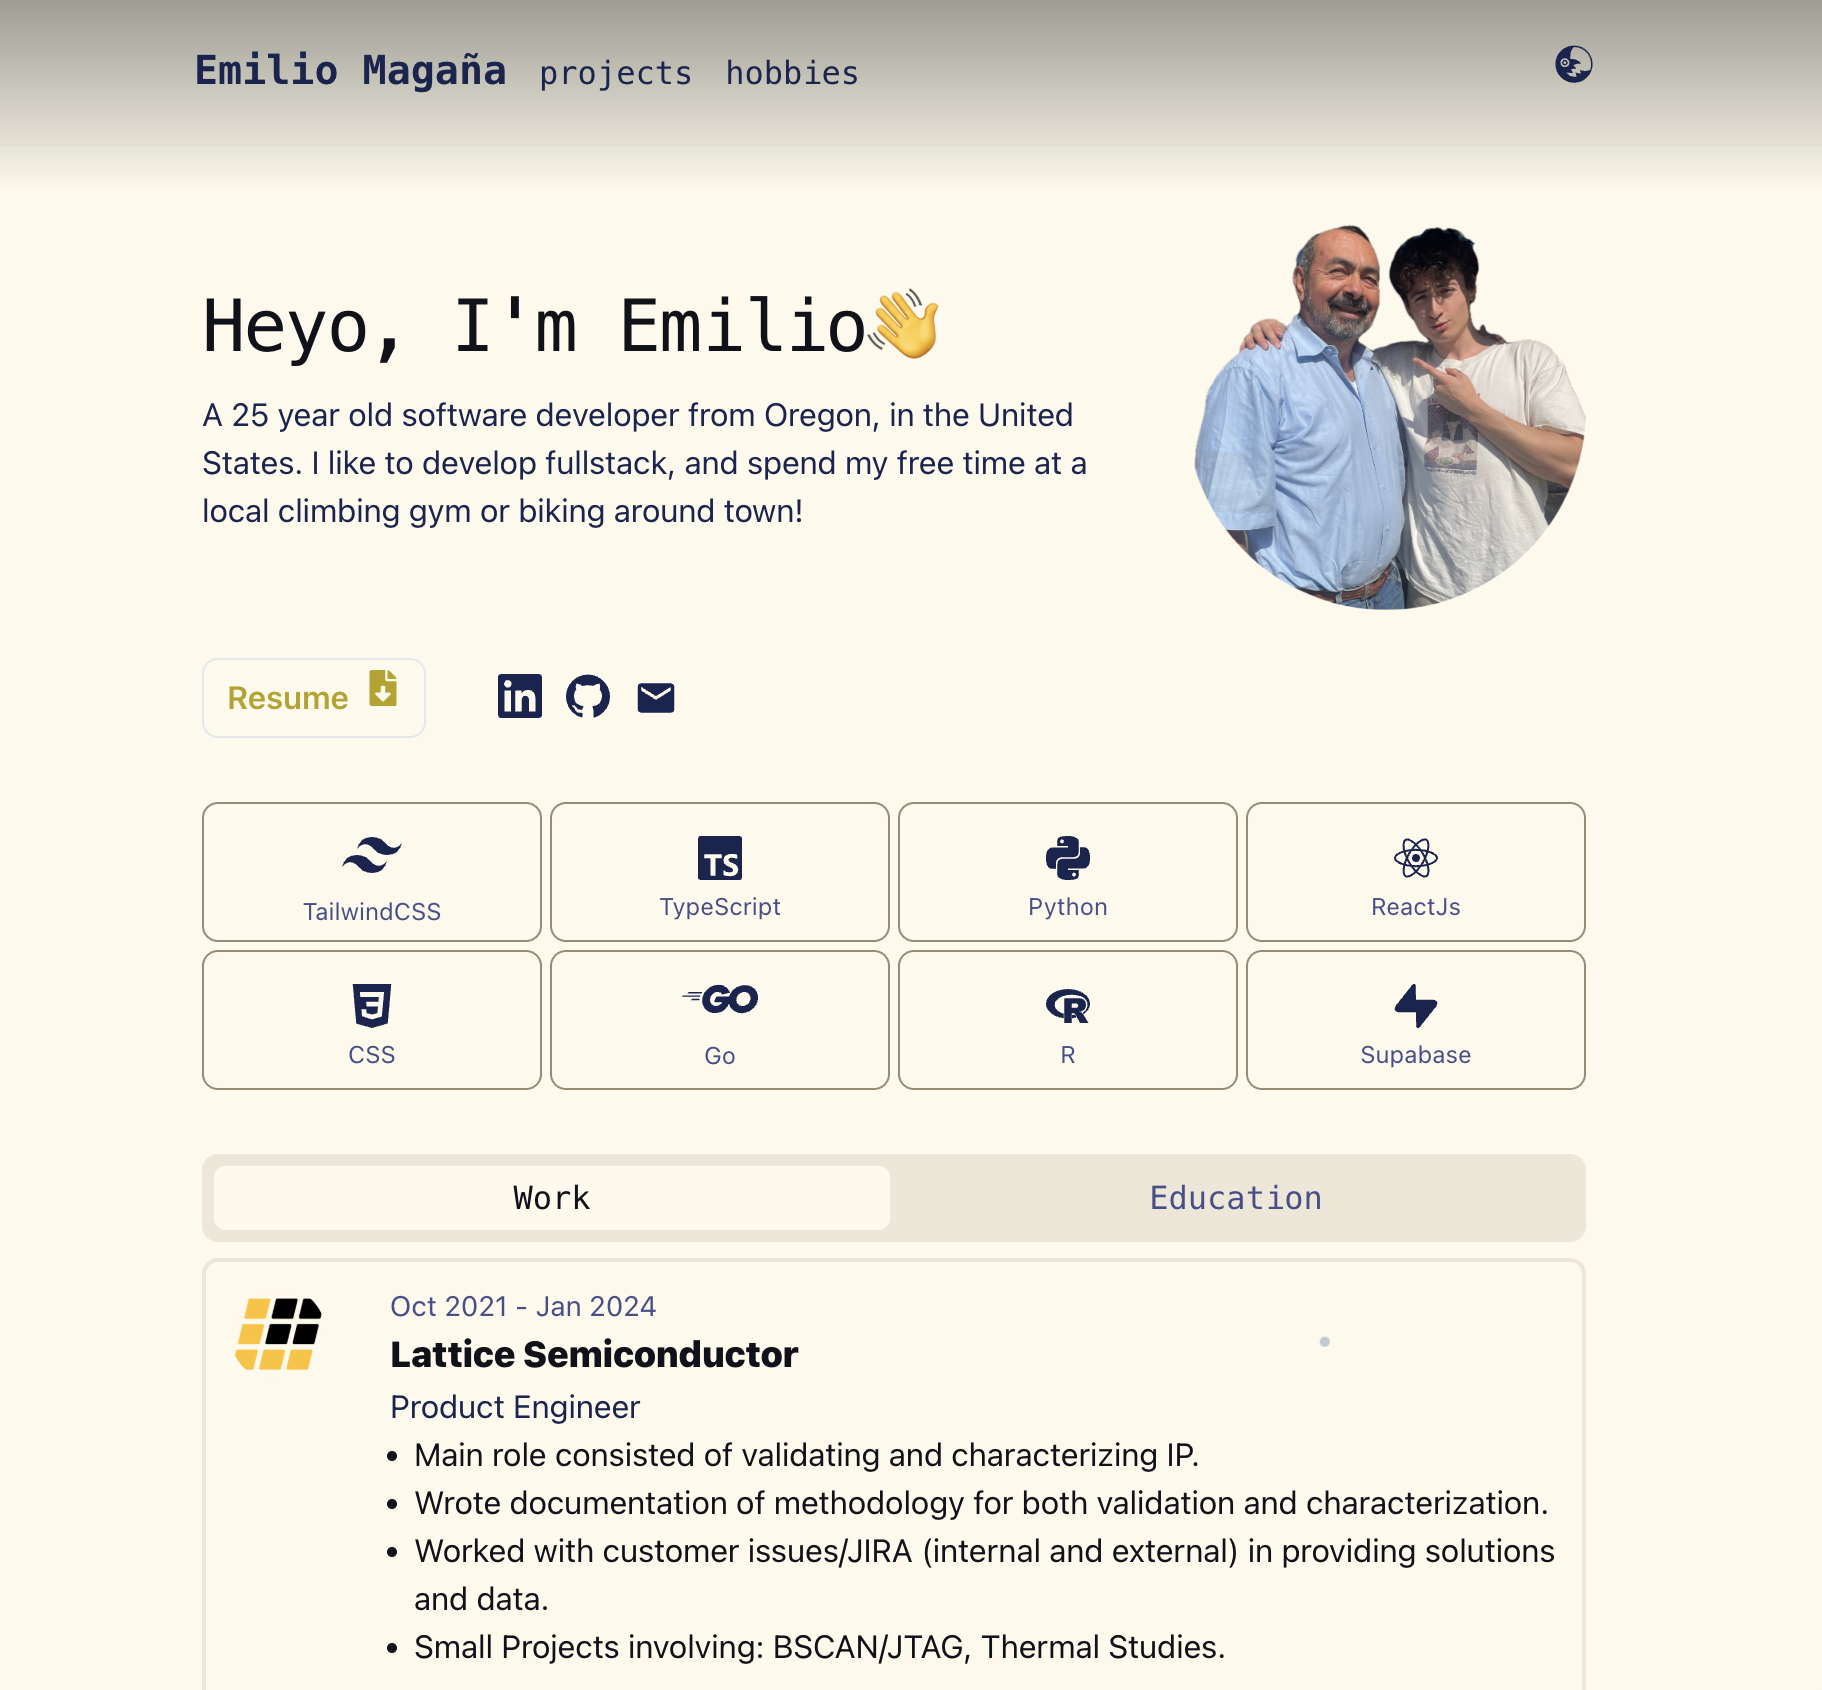 Emilio Magaña projects hobbies
Heyo, I'm Emilio👋
A 25 year old software developer from Oregon, in the United
States. I like to develop fullstack, and spend my free time at a
local climbing gym or biking around town!
Resume in
TS
TailwindCSS TypeScript Python ReactJs
3 GO R
CSS Go R Supabase
Work Education
Oct 2021 - Jan 2024
Lattice Semiconductor
Product Engineer
• Main role consisted of validating and characterizing IP.
• Wrote documentation of methodology for both validation and characterization.
• Worked with customer issues/JIRA (internal and external) in providing solutions
and data.
• Small Projects involving: BSCAN/JTAG, Thermal Studies.